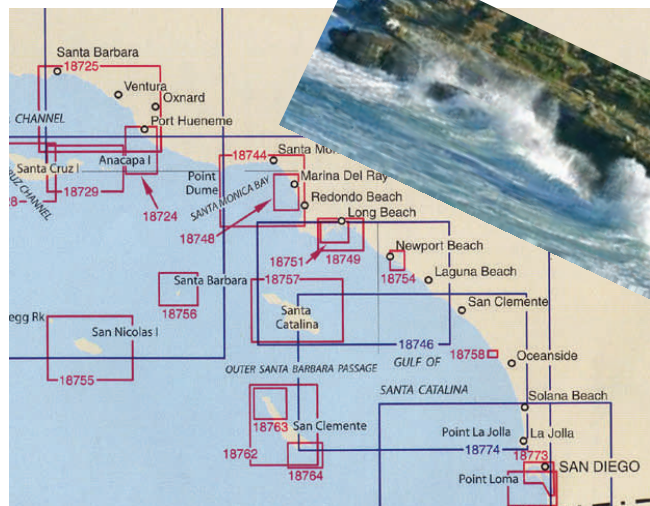 Santa Barbara
18725
Ventura
Oxnard
CHANNEL
Port Hueneme
Santa Cruz I
Anacapa I
18729
18724
CHANNEL
18744
Santa Mo
Point
Dume
SANTA MONICA BAY
Marina Del Ray
Redondo Beach
18748
Long Beach
18751
18749
Newport Beach
18754
Santa Barbara
18757
Laguna Beach
18756
Santa
Catalina
San Clemente
egg Rk
San Nicolas I
18746
18758
GULF OF
Oceanside
18755
OUTER SANTA BARBARA PASSAGE
SANTA CATALINA
Solana Beach
18763
San Clemente
Point La Jolla
La Jolla
18762
18774
18764
18773
SAN DIEGO
Point Loma